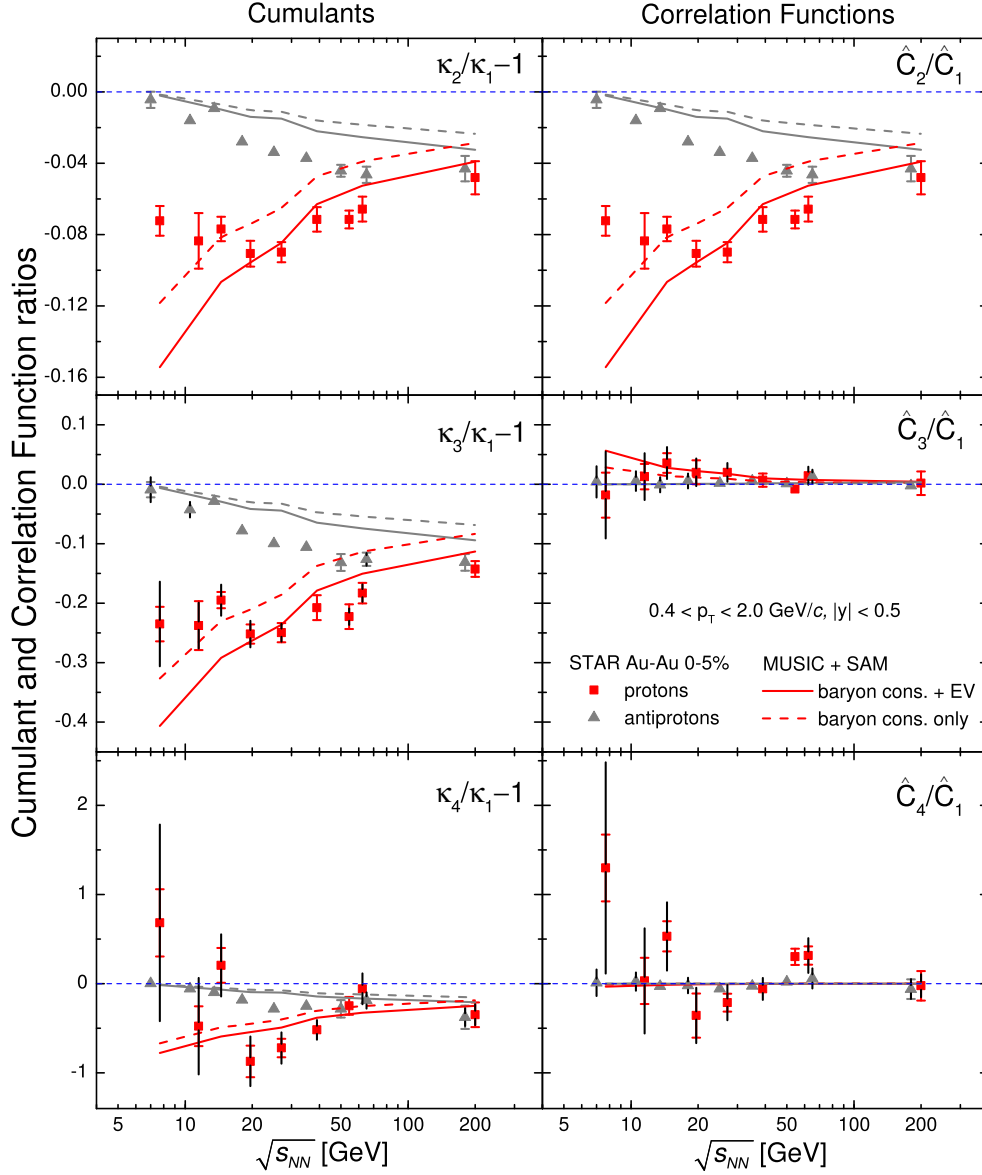 Cumulants
Correlation Functions
Cumulant and Correlation Function ratios
κ₂/κ₁−1
0.00
-0.04
-0.08
-0.12
-0.16
Ĉ₂/Ĉ₁
κ₃/κ₁−1
0.1
0.0
-0.1
-0.2
-0.3
-0.4
Ĉ₃/Ĉ₁
0.4 < p_T < 2.0 GeV/c, |y| < 0.5
STAR Au-Au 0-5%
protons
antiprotons
MUSIC + SAM
baryon cons. + EV
baryon cons. only
κ₄/κ₁−1
2
1
0
-1
Ĉ₄/Ĉ₁
5 10 20 50 100 200
5 10 20 50 100 200
√s_NN [GeV]
√s_NN [GeV]